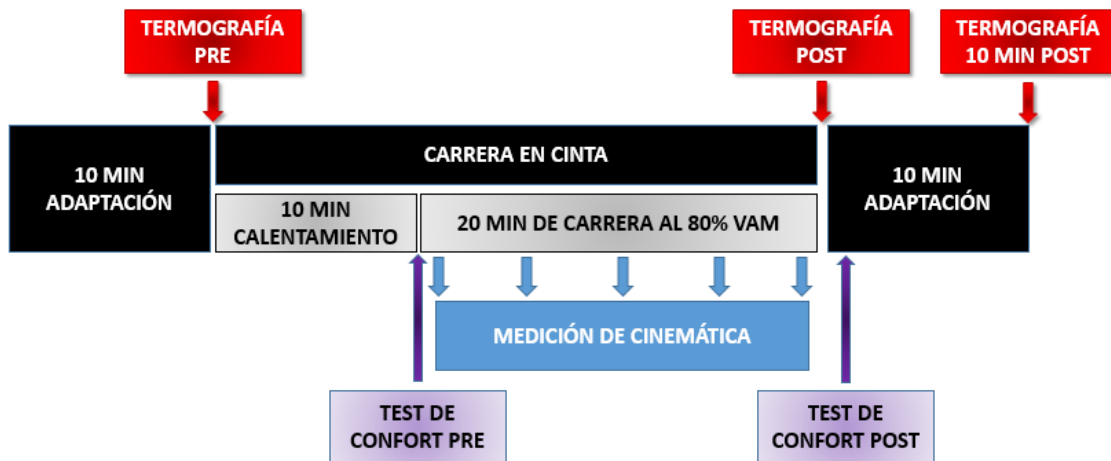 TERMOGRAFÍA
PRE
TERMOGRAFÍA
POST
TERMOGRAFÍA
10 MIN POST
10 MIN
ADAPTACIÓN
CARRERA EN CINTA
10 MIN
CALENTAMIENTO
20 MIN DE CARRERA AL 80% VAM
10 MIN
ADAPTACIÓN
MEDICIÓN DE CINEMÁTICA
TEST DE
CONFORT PRE
TEST DE
CONFORT POST